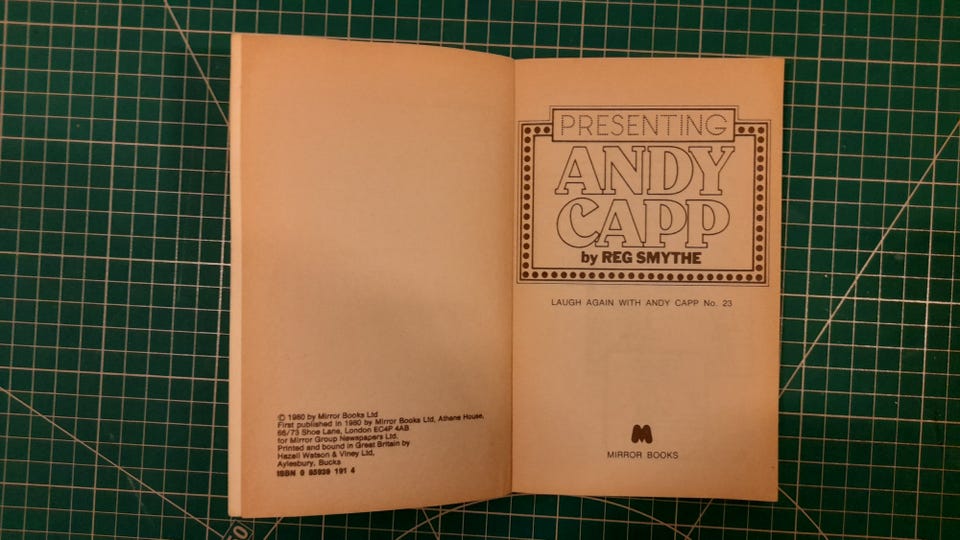 © 1980 by Mirror Books Ltd
First published in 1980 by Mirror Books Ltd, Athene House,
66/73 Shoe Lane, London EC4P 4AB
for Mirror Group Newspapers Ltd.
Printed and bound in Great Britain by
Hazell Watson & Viney Ltd,
Aylesbury, Bucks
ISBN 0 85939 191 4
PRESENTING
ANDY
CAPP
by REG SMYTHE
LAUGH AGAIN WITH ANDY CAPP No. 23
M
MIRROR BOOKS
50